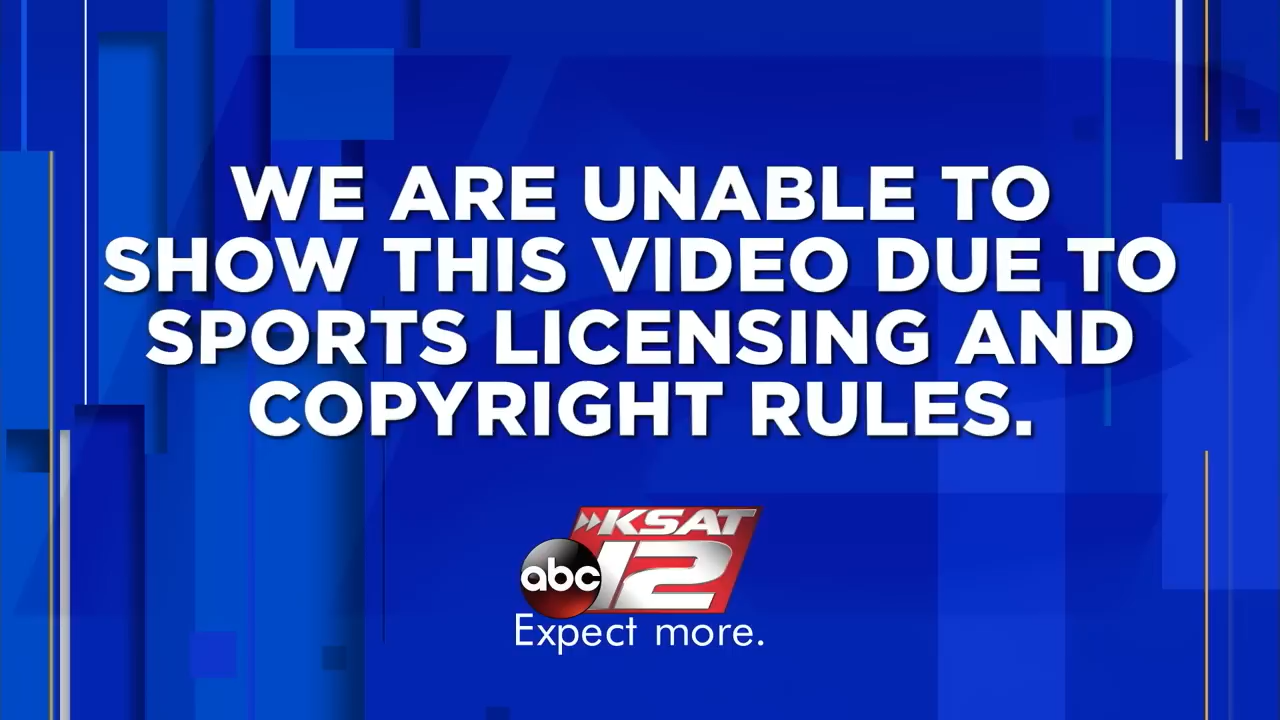 WE ARE UNABLE TO
SHOW THIS VIDEO DUE TO
SPORTS LICENSING AND
COPYRIGHT RULES.
KSAT
abc 12
Expect more.